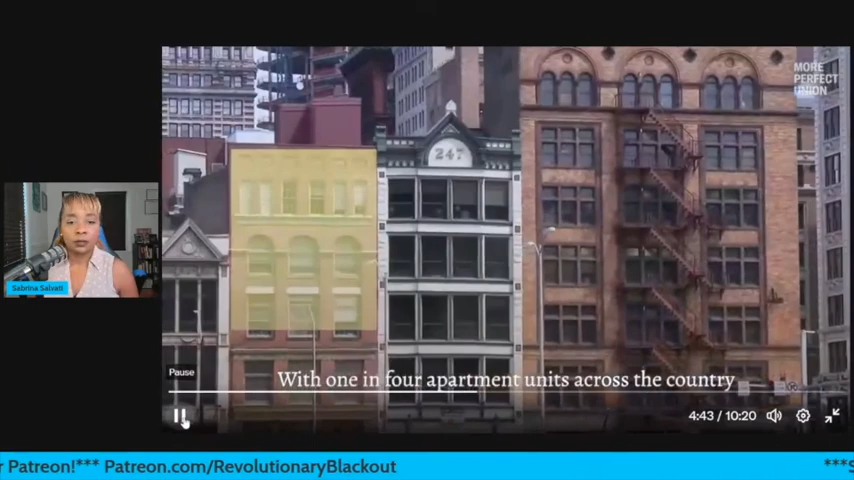 MORE
PERFECT
UNION
247
Sabrina Salvati
Pause
With one in four apartment units across the country
4:43 / 10:20
r Patreon!*** Patreon.com/RevolutionaryBlackout
***S